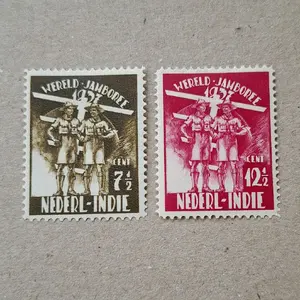 WERELD-JAMBOREE
1937
CENT
7½
NEDERL-INDIE
WERELD-JAMBOREE
1937
CENT
12½
NEDERL-INDIE